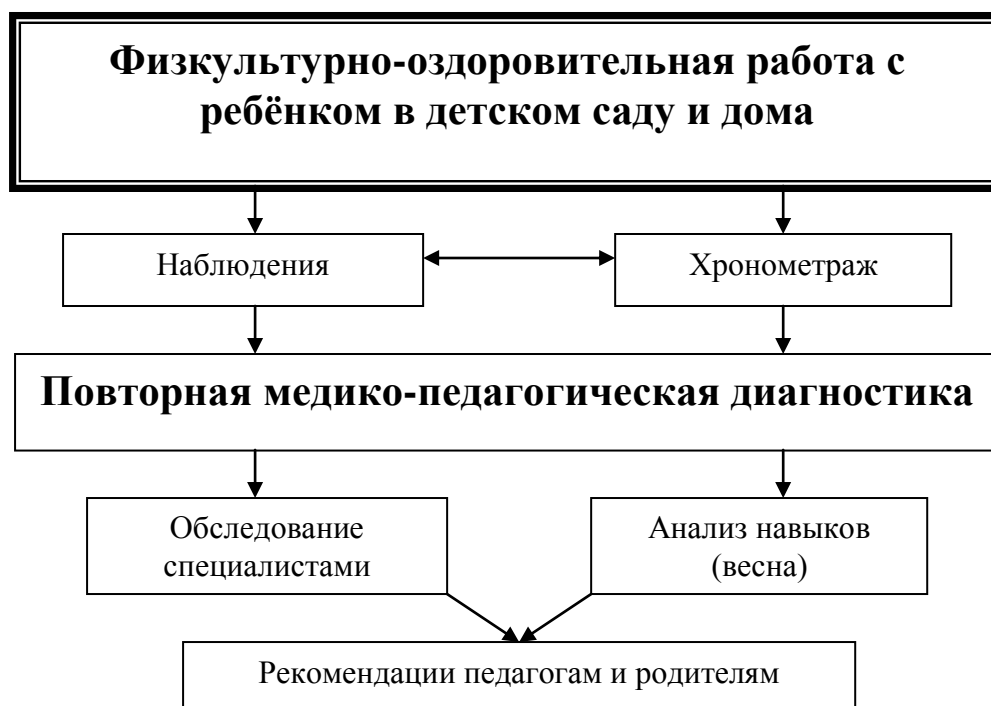 Физкультурно-оздоровительная работа с
ребёнком в детском саду и дома
Наблюдения
Хронометраж
Повторная медико-педагогическая диагностика
Обследование
специалистами
Анализ навыков
(весна)
Рекомендации педагогам и родителям